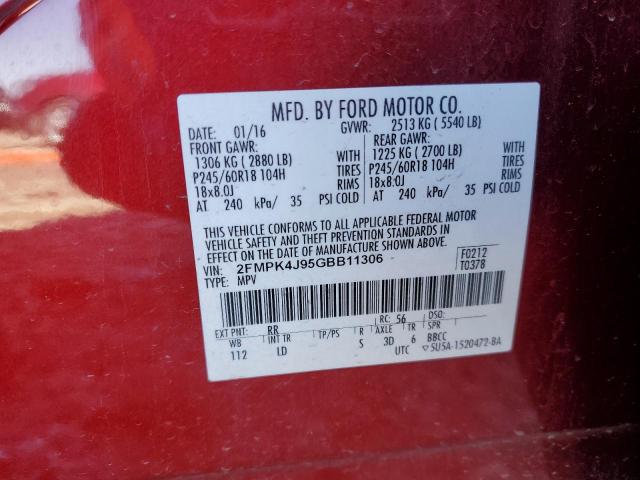 MFD. BY FORD MOTOR CO.
DATE: 01/16 GVWR: 2513 KG ( 5540 LB)
FRONT GAWR: REAR GAWR:
1306 KG ( 2880 LB) WITH 1225 KG ( 2700 LB) WITH
P245/60R18 104H TIRES P245/60R18 104H TIRES
18x8.0J RIMS 18x8.0J RIMS
AT 240 kPa/ 35 PSI COLD AT 240 kPa/ 35 PSI COLD
THIS VEHICLE CONFORMS TO ALL APPLICABLE FEDERAL MOTOR
VEHICLE SAFETY AND THEFT PREVENTION STANDARDS IN
EFFECT ON THE DATE OF MANUFACTURE SHOWN ABOVE.
VIN: 2FMPK4J95GBB11306 F0212
TYPE: MPV T0378
EXT PNT: RR RC: 56 DSO:
WB INT TR TP/PS R AXLE TR SPR
112 LD S 3D 6 BBCC
UTC ▽5U5A-1520472-BA